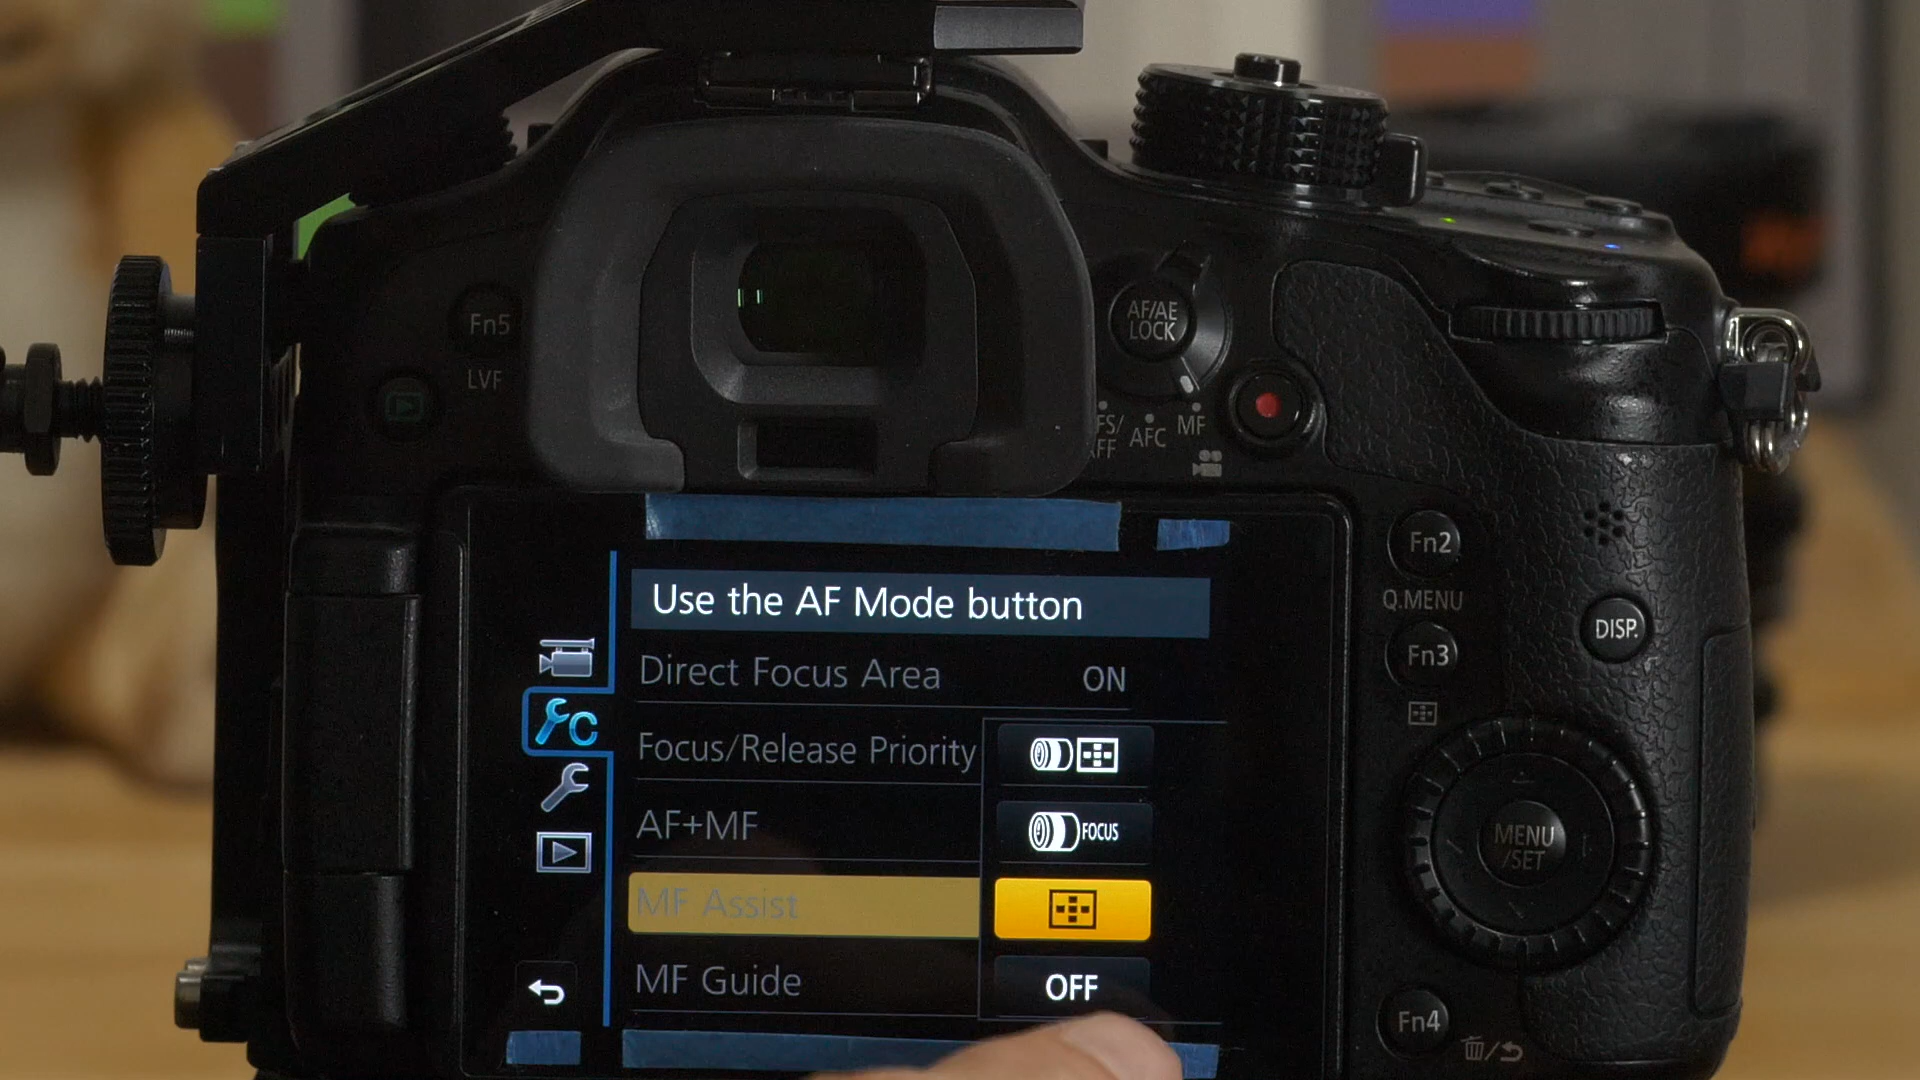 Fn5
LVF
AF/AE
LOCK
AFC
MF
Fn2
Q.MENU
Fn3
DISP.
MENU
/SET
Fn4
Use the AF Mode button
Direct Focus Area ON
Focus/Release Priority
AF+MF
FOCUS
MF Assist
MF Guide
OFF
C